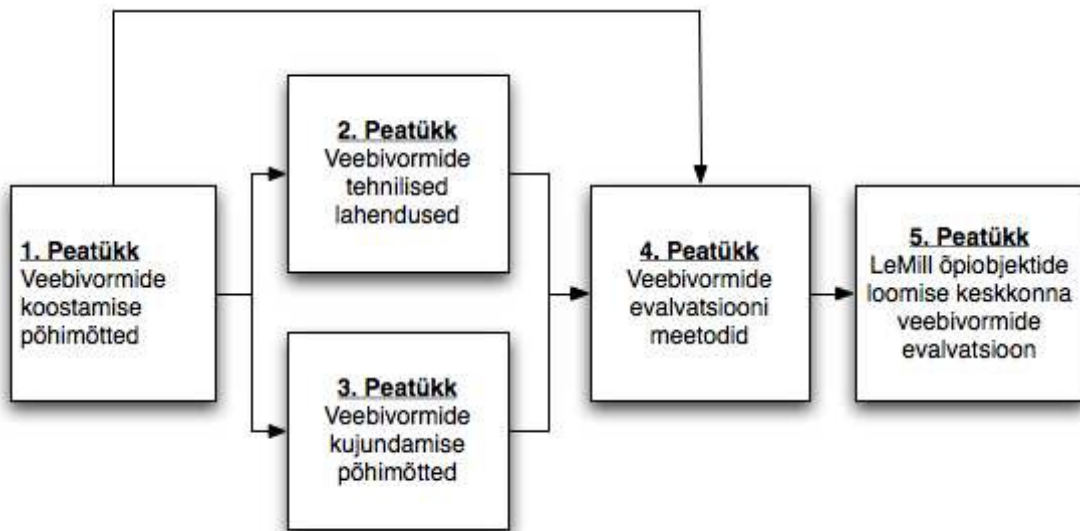 1. Peatükk
Veebivormide
koostamise
põhimõtted
2. Peatükk
Veebivormide
tehnilised
lahendused
3. Peatükk
Veebivormide
kujundamise
põhimõtted
4. Peatükk
Veebivormide
evalvatsiooni
meetodid
5. Peatükk
LeMill õpiobjektide
loomise keskkonna
veebivormide
evalvatsioon